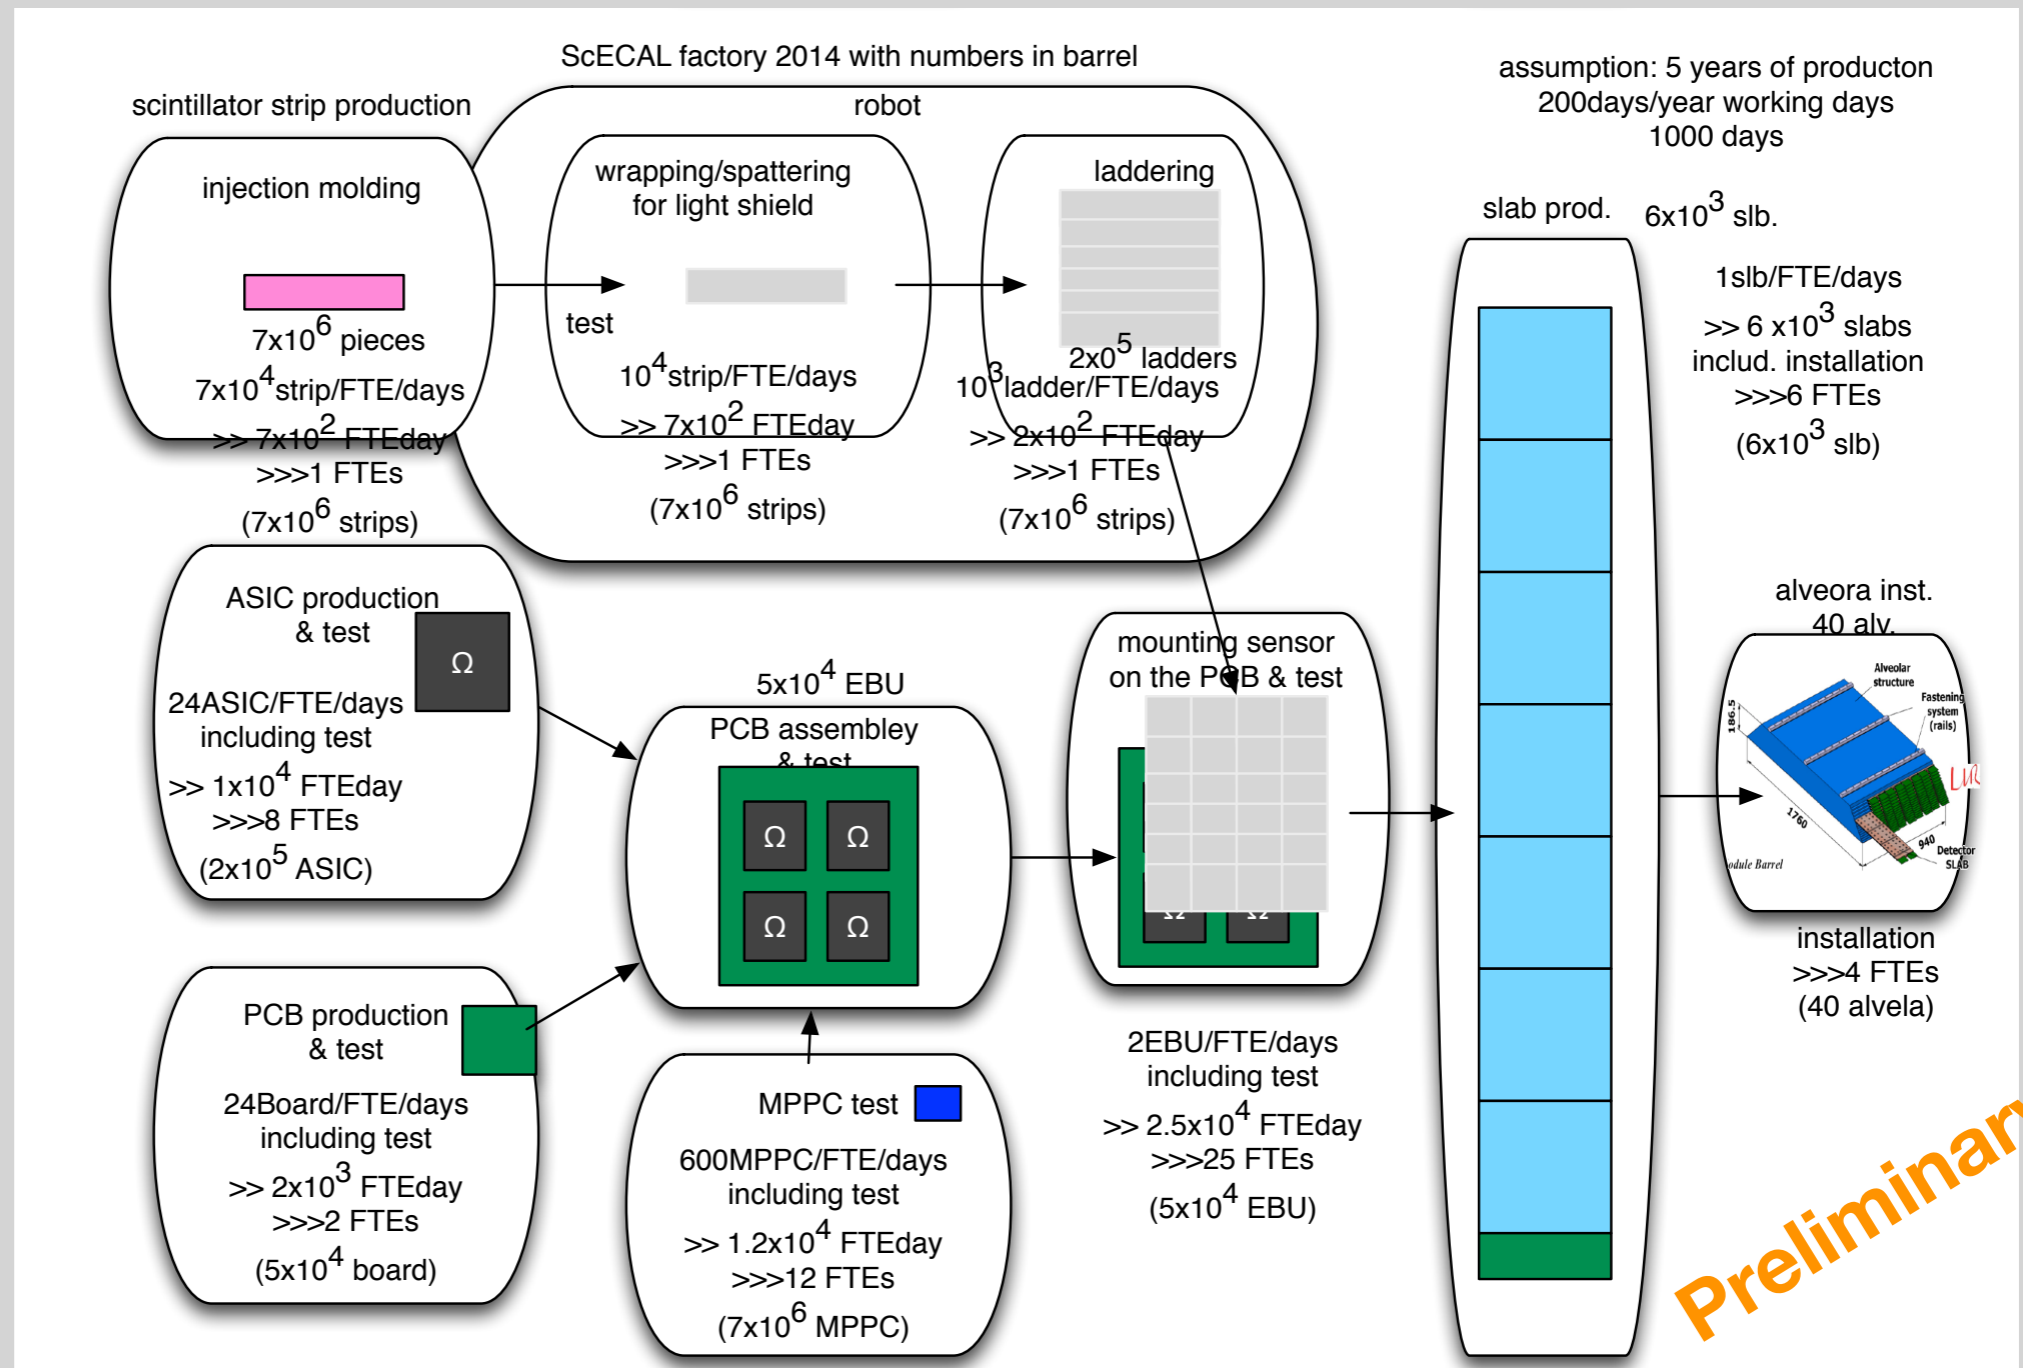 ScECAL factory 2014 with numbers in barrel
assumption: 5 years of producton
200days/year working days
1000 days
scintillator strip production
robot
injection molding
7x10^6 pieces
7x10^4 strip/FTE/days
>> 7x10^2 FTEday
>>>1 FTEs
(7x10^6 strips)
wrapping/spattering
for light shield
test
10^4 strip/FTE/days
>> 7x10^2 FTEday
>>>1 FTEs
(7x10^6 strips)
laddering
2x0^5 ladders
10^3 ladder/FTE/days
>> 2x10^2 FTEday
>>>1 FTEs
(7x10^6 strips)
slab prod.
6x10^3 slb.
1slb/FTE/days
>> 6 x10^3 slabs
includ. installation
>>>6 FTEs
(6x10^3 slb)
ASIC production
& test
Ω
24ASIC/FTE/days
including test
>> 1x10^4 FTEday
>>>8 FTEs
(2x10^5 ASIC)
5x10^4 EBU
PCB assembley
& test
Ω Ω
Ω Ω
mounting sensor
on the PCB & test
Ω Ω
2EBU/FTE/days
including test
>> 2.5x10^4 FTEday
>>>25 FTEs
(5x10^4 EBU)
alveora inst.
40 alv.
Alveolar
structure
Fastening
system
(rails)
186.5
1760
940
Detector
SLAB
odule Barrel
installation
>>>4 FTEs
(40 alvela)
PCB production
& test
24Board/FTE/days
including test
>> 2x10^3 FTEday
>>>2 FTEs
(5x10^4 board)
MPPC test
600MPPC/FTE/days
including test
>> 1.2x10^4 FTEday
>>>12 FTEs
(7x10^6 MPPC)
Preliminary